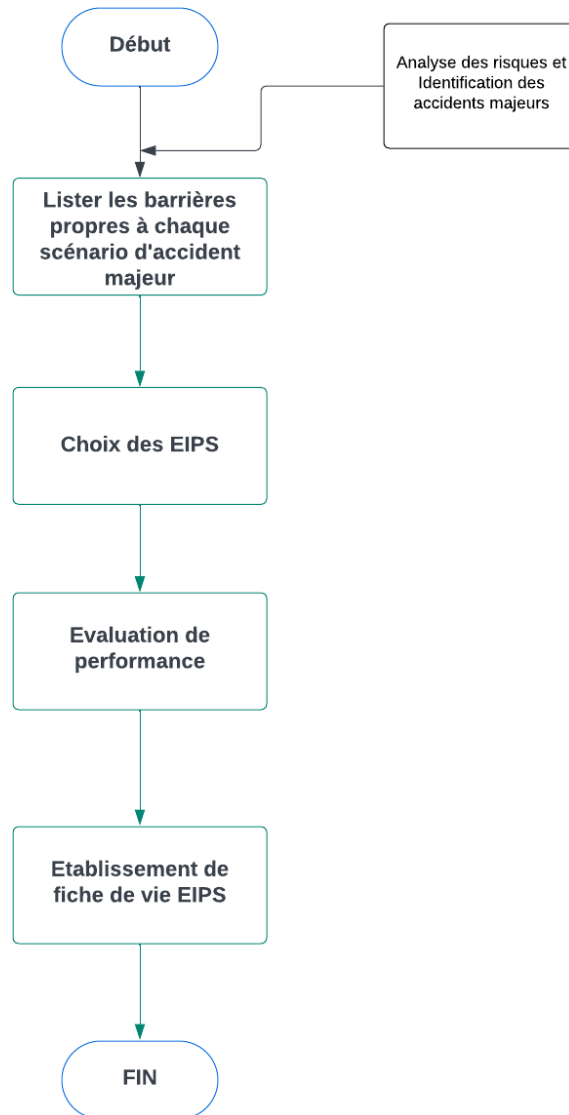 Début
Analyse des risques et
Identification des
accidents majeurs
Lister les barrières
propres à chaque
scénario d'accident
majeur
Choix des EIPS
Evaluation de
performance
Etablissement de
fiche de vie EIPS
FIN